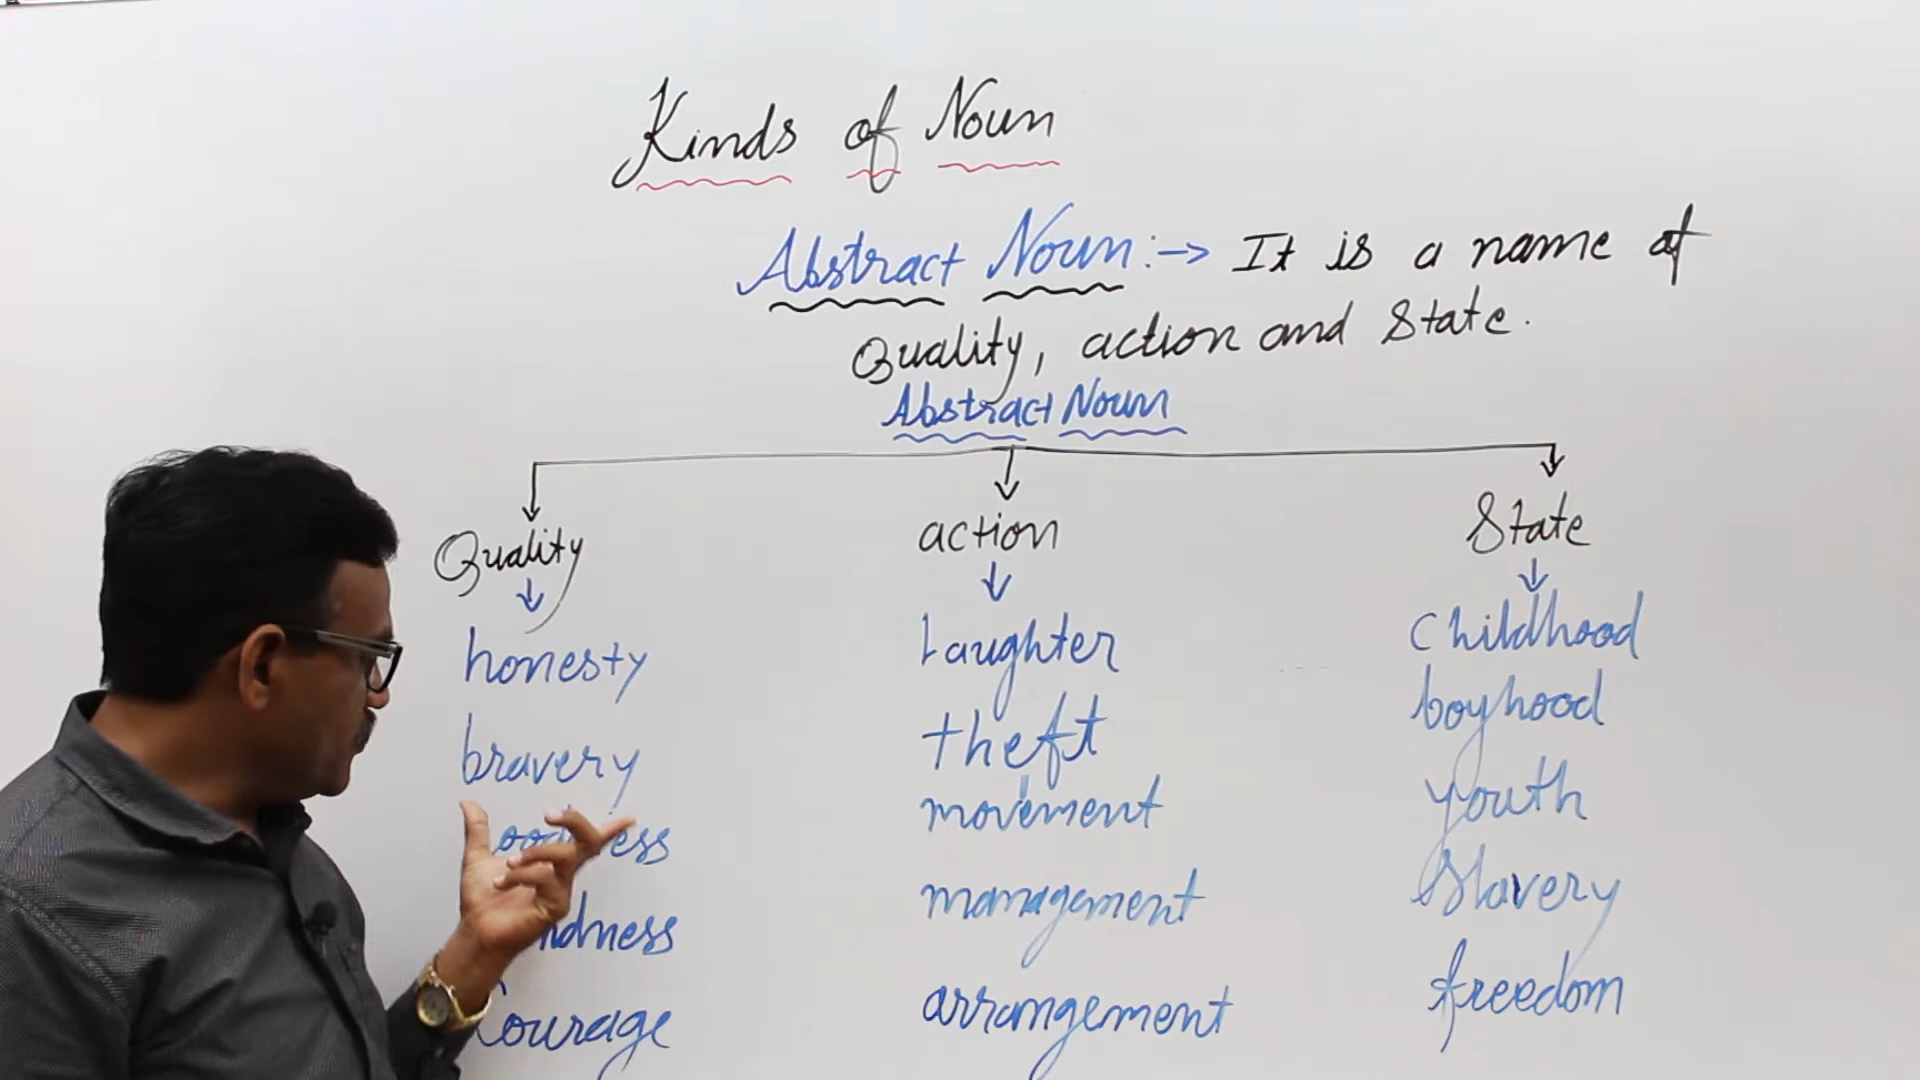 Kinds of Noun
Abstract Noun :→ It is a name of
Quality, action and State.
Abstract Noun
Quality action State
honesty Laughter Childhood
bravery theft boyhood
movement youth
management Slavery
Courage arrangement freedom